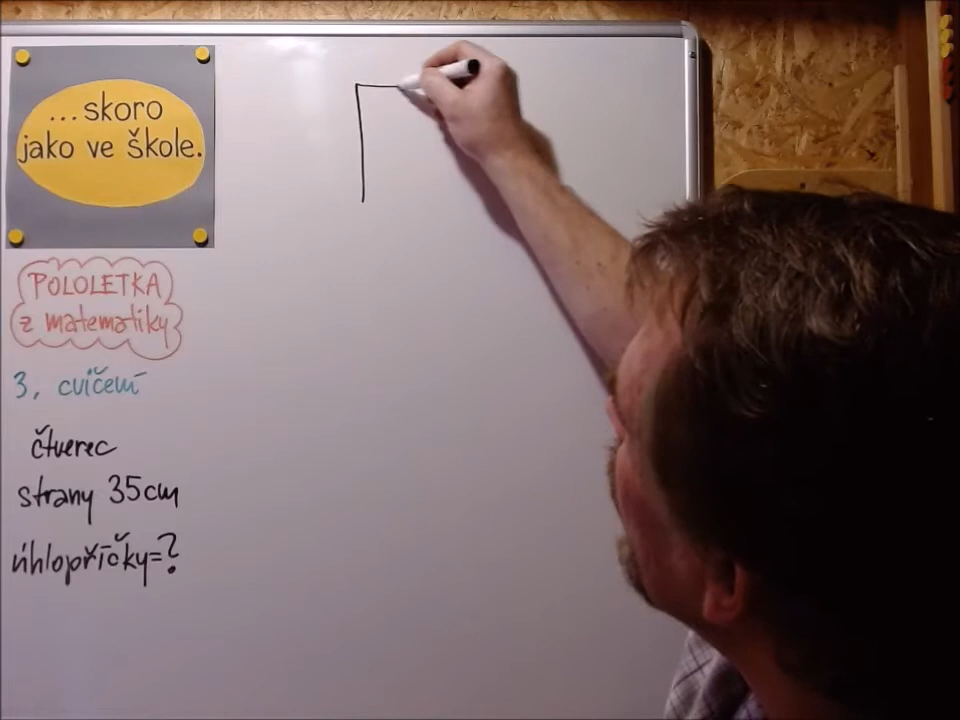 ...skoro
jako ve škole.
POLOLETKA
z matematiky
3, cvičení
čtverec
strany 35cm
úhlopříčky=?